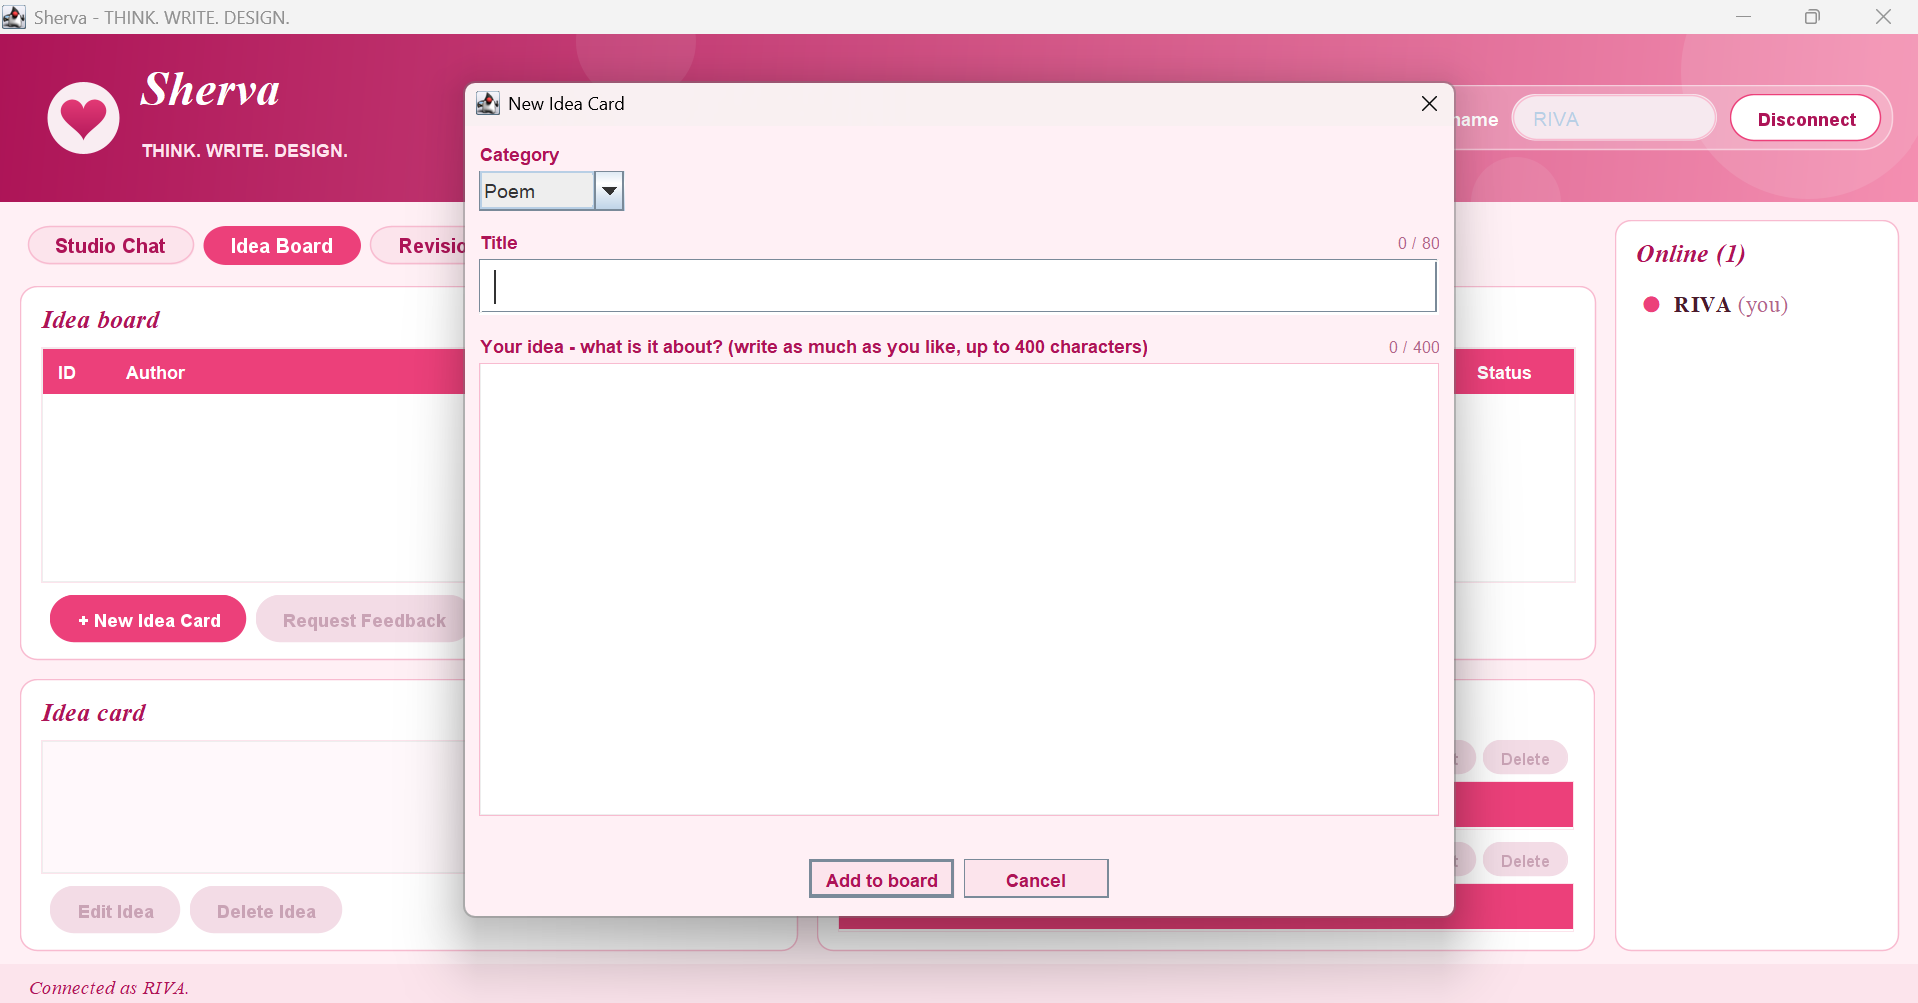 Sherva - THINK. WRITE. DESIGN.
Sherva
THINK. WRITE. DESIGN.
RIVA
Disconnect
Studio Chat
Idea Board
Online (1)
RIVA (you)
Idea board
ID
Author
Status
+ New Idea Card
Request Feedback
Idea card
Delete
Delete
Edit Idea
Delete Idea
Connected as RIVA.
New Idea Card
Category
Poem
Title
0 / 80
Your idea - what is it about? (write as much as you like, up to 400 characters)
0 / 400
Add to board
Cancel